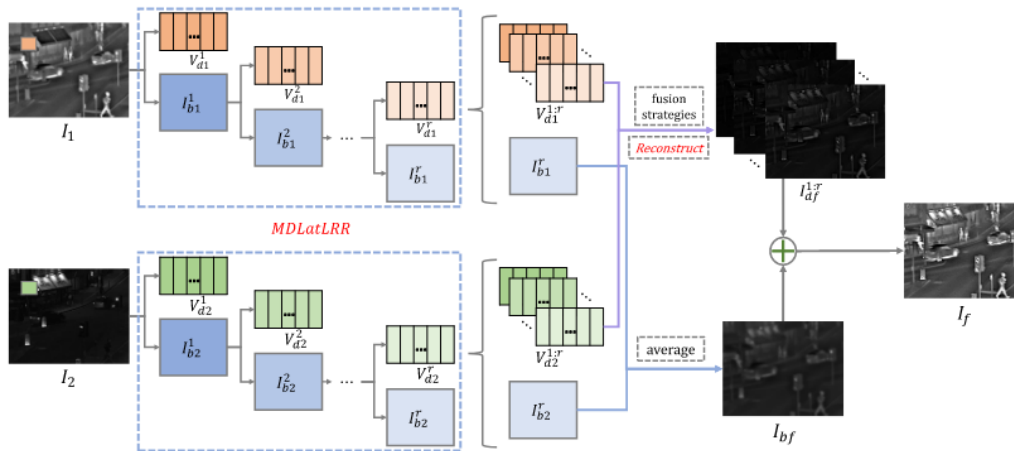 ...
V_{d1}^{1}
I_1
I_{b1}^{1}
...
V_{d1}^{2}
I_{b1}^{2}
...
...
V_{d1}^{r}
I_{b1}^{r}
...
...
...
V_{d1}^{1:r}
I_{b1}^{r}
fusion
strategies
Reconstruct
I_{df}^{1:r}
MDLatLRR
...
V_{d2}^{1}
I_2
I_{b2}^{1}
...
V_{d2}^{2}
I_{b2}^{2}
...
...
V_{d2}^{r}
I_{b2}^{r}
...
...
...
V_{d2}^{1:r}
I_{b2}^{r}
average
I_{bf}
I_f